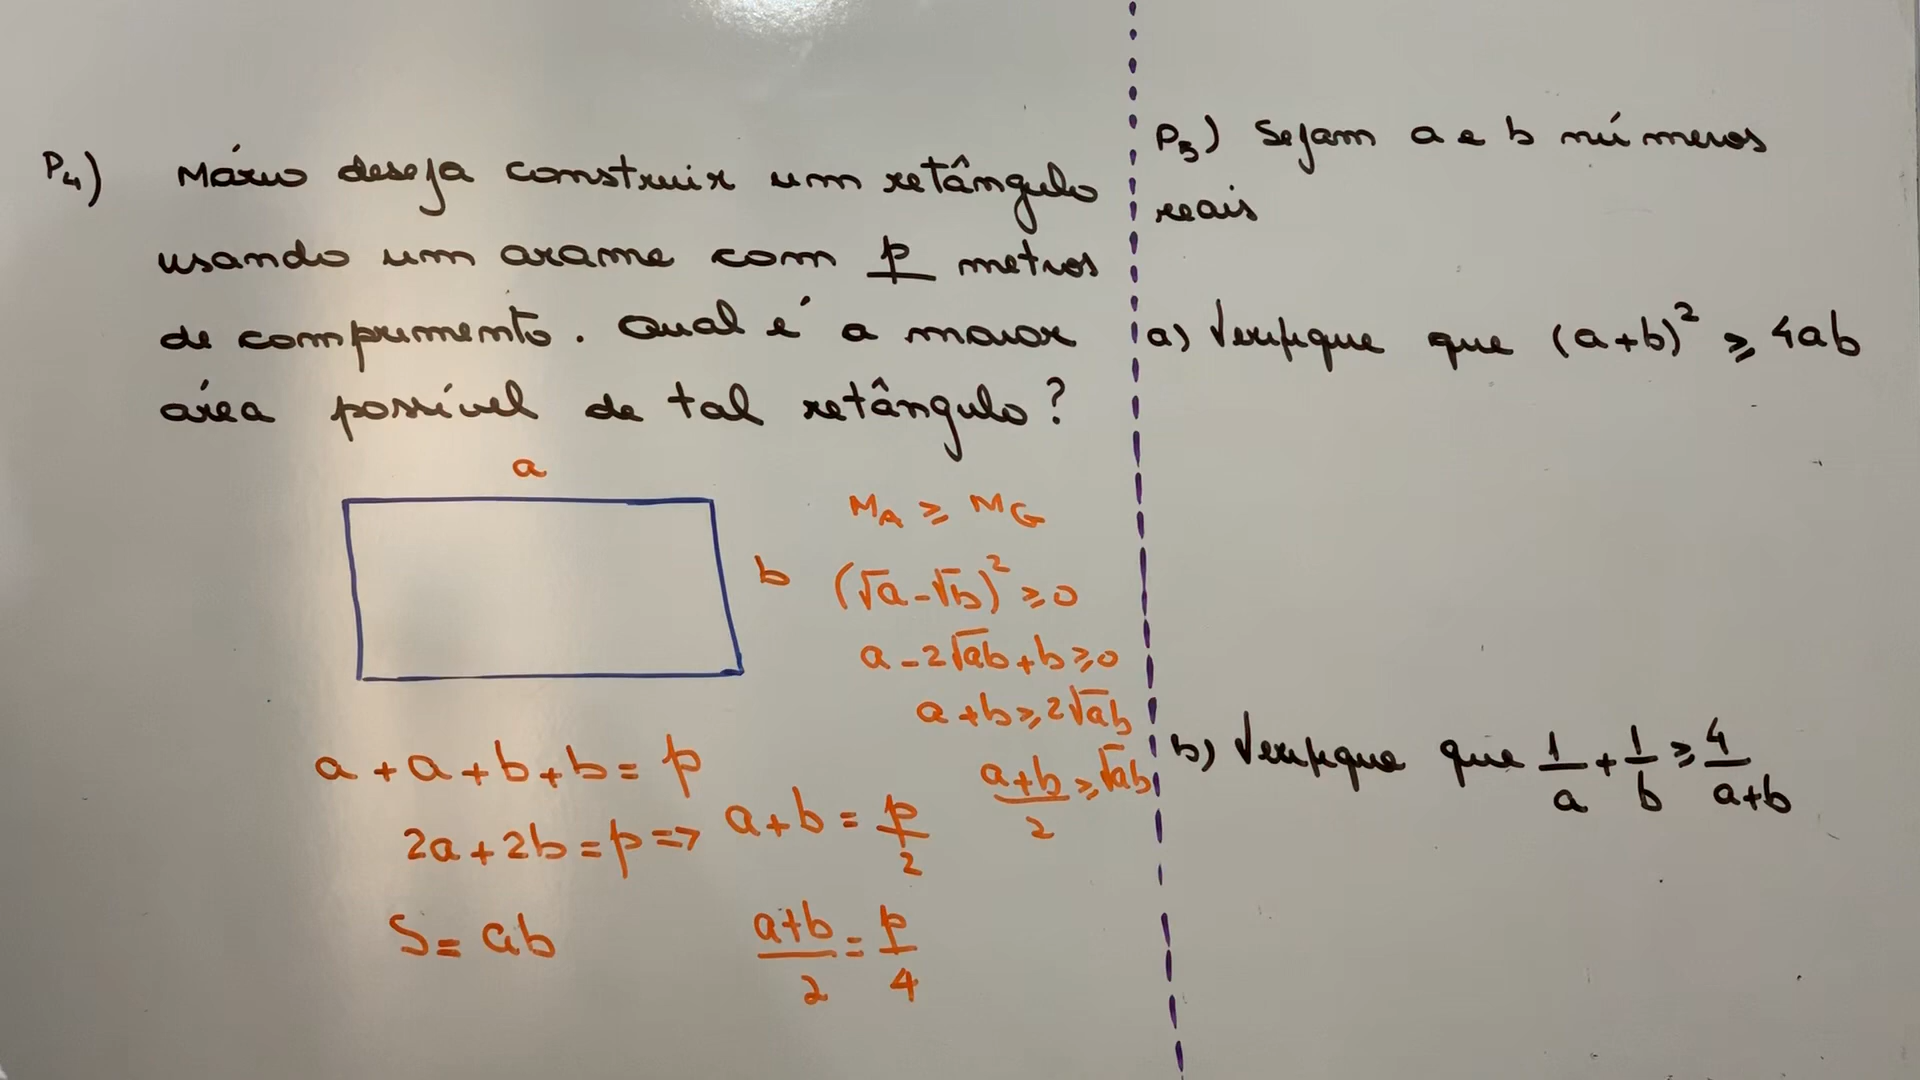 P4) Mário deseja construir um retângulo
usando um arame com p metros
de comprimento. Qual é a maior
área possível de tal retângulo?
a
b
MA ≥ MG
(√a - √b)² ≥ 0
a - 2√ab + b ≥ 0
a + b ≥ 2√ab
(a+b)/2 ≥ √ab
a + a + b + b = p
2a + 2b = p => a + b = p/2
S = ab
(a+b)/2 = p/4
P5) Sejam a e b números
reais
a) Verifique que (a+b)² ≥ 4ab
b) Verifique que 1/a + 1/b ≥ 4/(a+b)